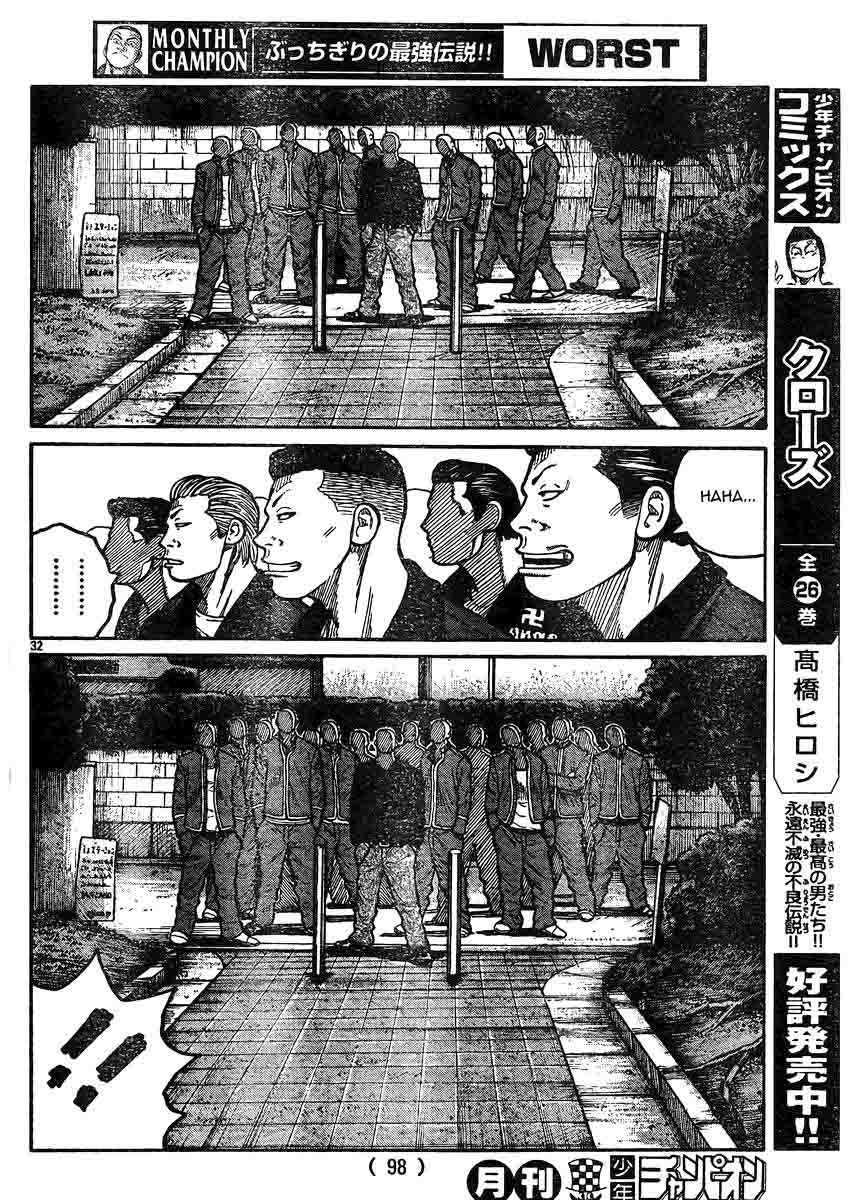 MONTHLY
CHAMPION
ぶっちぎりの最強伝説!!
WORST
少年チャンピオン
コミックス
クローズ
全26巻
髙橋ヒロシ
最強・最高の男たち!!
永遠不滅の不良伝説!!
好評発売中!!
HAHA...
…………
32
!!
( 98 )
月刊
少年
チャンピオン